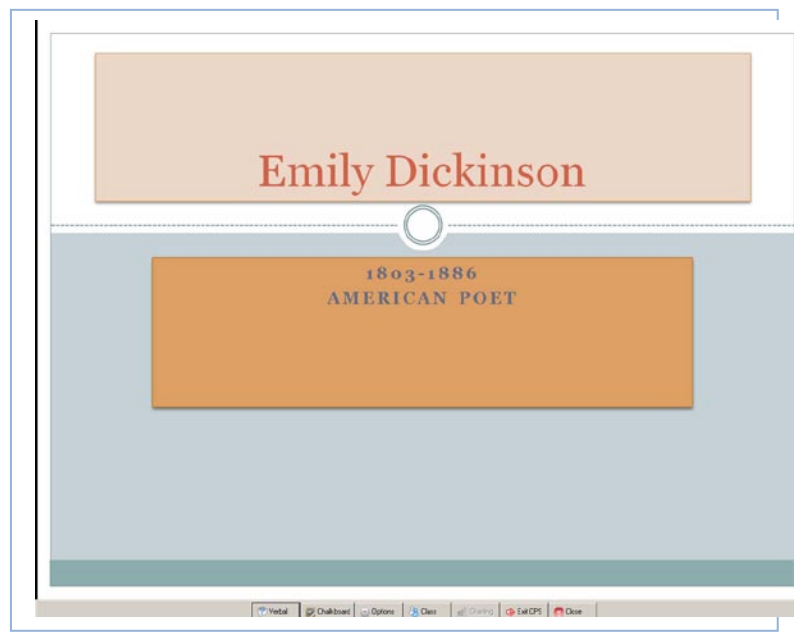 Emily Dickinson
1803-1886
AMERICAN POET
Verbal Chalkboard Options Class Charting Exit CPS Close